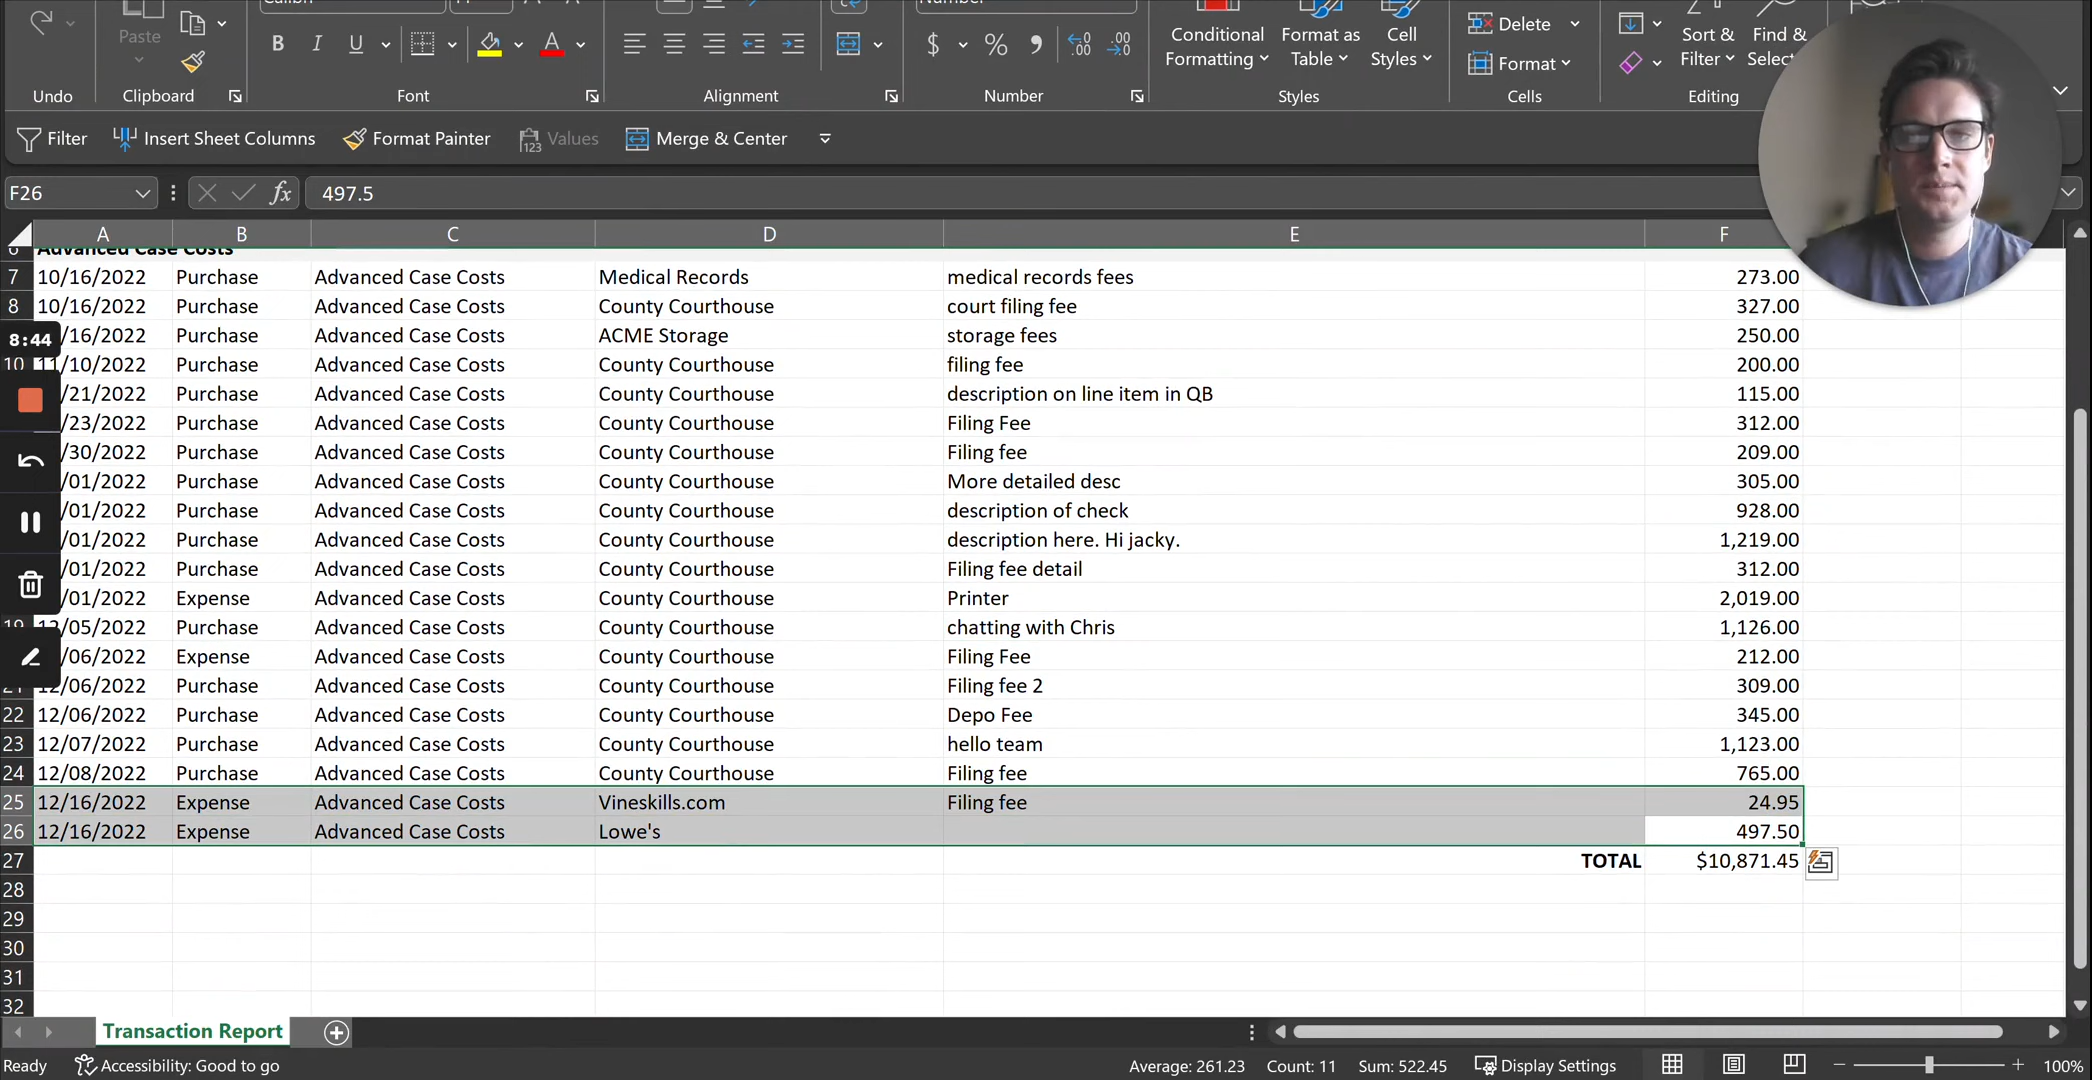 Paste
Conditional Formatting
Format as Table
Cell Styles
Delete
Format
Sort & Filter
Find &
Undo
Clipboard
Font
Alignment
Number
Styles
Cells
Editing
B I U A $ % 9 .00 .00
Filter Insert Sheet Columns Format Painter 123 Values Merge & Center
F26 fx 497.5
A B C D E F
6 Advanced Case Costs
7 10/16/2022 Purchase Advanced Case Costs Medical Records medical records fees 273.00
8 10/16/2022 Purchase Advanced Case Costs County Courthouse court filing fee 327.00
8:44 /16/2022 Purchase Advanced Case Costs ACME Storage storage fees 250.00
10 11/10/2022 Purchase Advanced Case Costs County Courthouse filing fee 200.00
/21/2022 Purchase Advanced Case Costs County Courthouse description on line item in QB 115.00
/23/2022 Purchase Advanced Case Costs County Courthouse Filing Fee 312.00
/30/2022 Purchase Advanced Case Costs County Courthouse Filing fee 209.00
/01/2022 Purchase Advanced Case Costs County Courthouse More detailed desc 305.00
/01/2022 Purchase Advanced Case Costs County Courthouse description of check 928.00
/01/2022 Purchase Advanced Case Costs County Courthouse description here. Hi jacky. 1,219.00
/01/2022 Purchase Advanced Case Costs County Courthouse Filing fee detail 312.00
/01/2022 Expense Advanced Case Costs County Courthouse Printer 2,019.00
19 12/05/2022 Purchase Advanced Case Costs County Courthouse chatting with Chris 1,126.00
/06/2022 Expense Advanced Case Costs County Courthouse Filing Fee 212.00
21 12/06/2022 Purchase Advanced Case Costs County Courthouse Filing fee 2 309.00
22 12/06/2022 Purchase Advanced Case Costs County Courthouse Depo Fee 345.00
23 12/07/2022 Purchase Advanced Case Costs County Courthouse hello team 1,123.00
24 12/08/2022 Purchase Advanced Case Costs County Courthouse Filing fee 765.00
25 12/16/2022 Expense Advanced Case Costs Vineskills.com Filing fee 24.95
26 12/16/2022 Expense Advanced Case Costs Lowe's 497.50
27 TOTAL $10,871.45
28
29
30
31
32
Transaction Report
Ready Accessibility: Good to go Average: 261.23 Count: 11 Sum: 522.45 Display Settings 100%